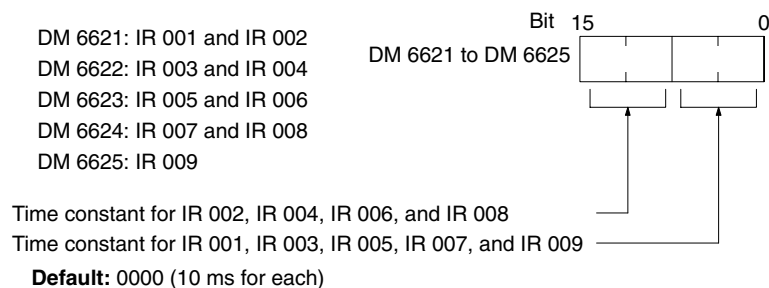 DM 6621: IR 001 and IR 002
DM 6622: IR 003 and IR 004
DM 6623: IR 005 and IR 006
DM 6624: IR 007 and IR 008
DM 6625: IR 009
Bit 15 0
DM 6621 to DM 6625
Time constant for IR 002, IR 004, IR 006, and IR 008
Time constant for IR 001, IR 003, IR 005, IR 007, and IR 009
Default: 0000 (10 ms for each)